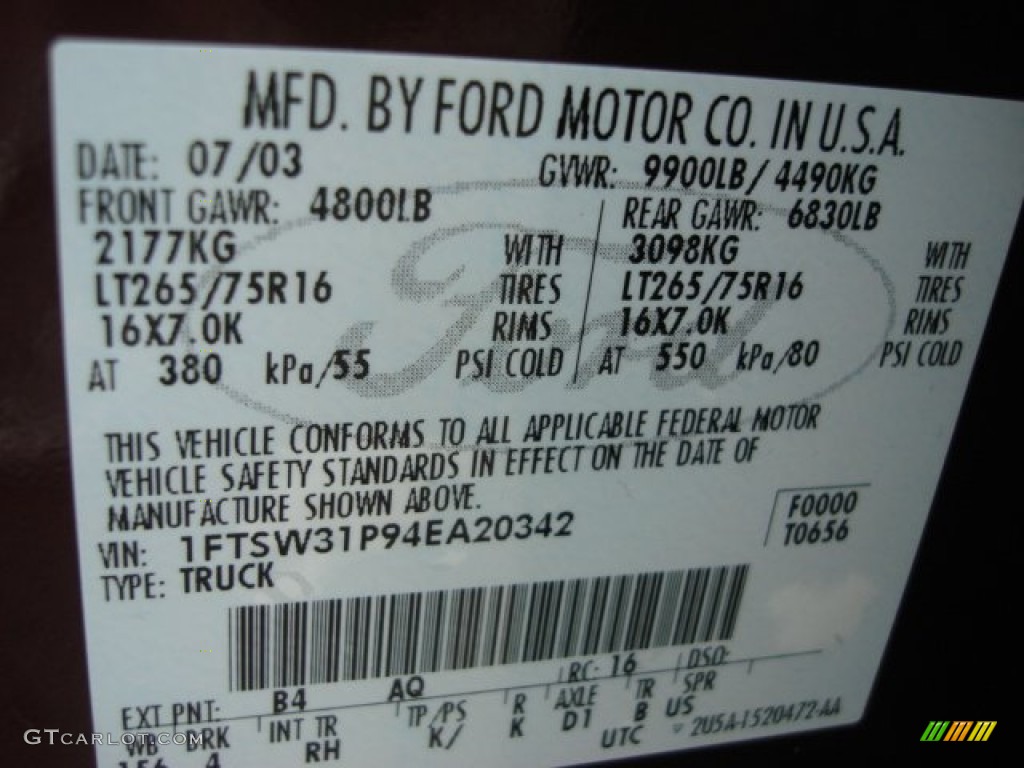 MFD. BY FORD MOTOR CO. IN U.S.A.
DATE: 07/03 GVWR: 9900LB/4490KG
FRONT GAWR: 4800LB REAR GAWR: 6830LB
2177KG WITH 3098KG WITH
LT265/75R16 TIRES LT265/75R16 TIRES
16X7.0K RIMS 16X7.0K RIMS
AT 380 kPa/55 PSI COLD AT 550 kPa/80 PSI COLD
Ford
THIS VEHICLE CONFORMS TO ALL APPLICABLE FEDERAL MOTOR
VEHICLE SAFETY STANDARDS IN EFFECT ON THE DATE OF
MANUFACTURE SHOWN ABOVE.
VIN: 1FTSW31P94EA20342 F0000
TYPE: TRUCK T0656
EXT PNT: B4 AQ RC: 16 DSO:
WB BRK INT TR TP/PS R AXLE TR SPR
156 4 RH K/ K D1 B US
UTC 2U5A-1520472-AA
GTCARLOT.COM